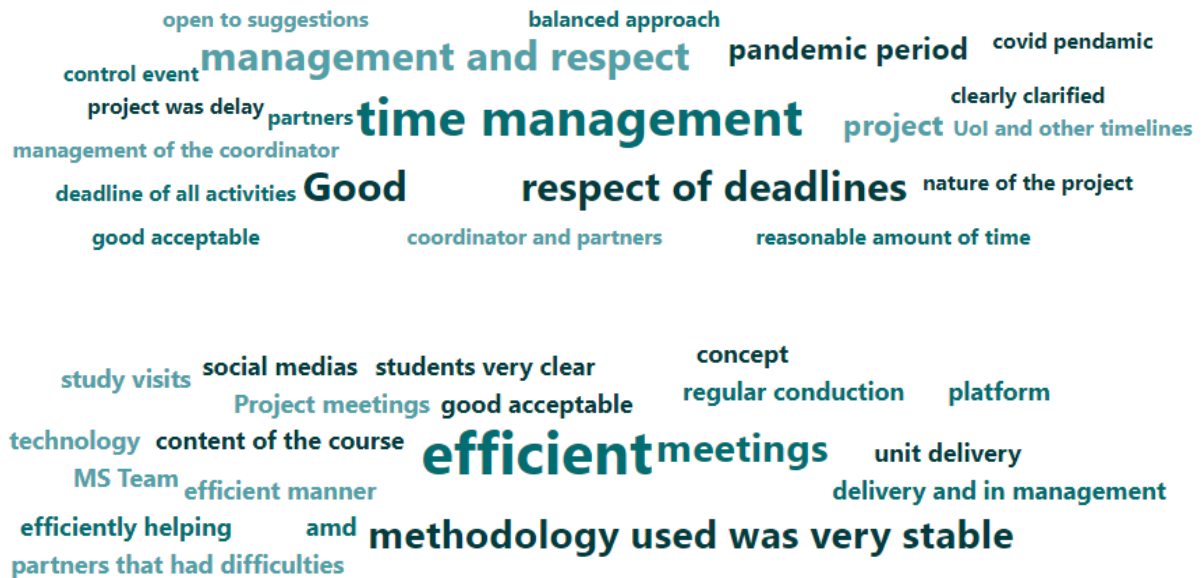 open to suggestions balanced approach
management and respect pandemic period covid pendamic
control event
project was delay partners time management clearly clarified
project UoI and other timelines
management of the coordinator
deadline of all activities Good respect of deadlines nature of the project
good acceptable coordinator and partners reasonable amount of time
concept
study visits social medias students very clear
Project meetings good acceptable regular conduction platform
technology content of the course efficient meetings unit delivery
MS Team efficient manner delivery and in management
efficiently helping amd methodology used was very stable
partners that had difficulties